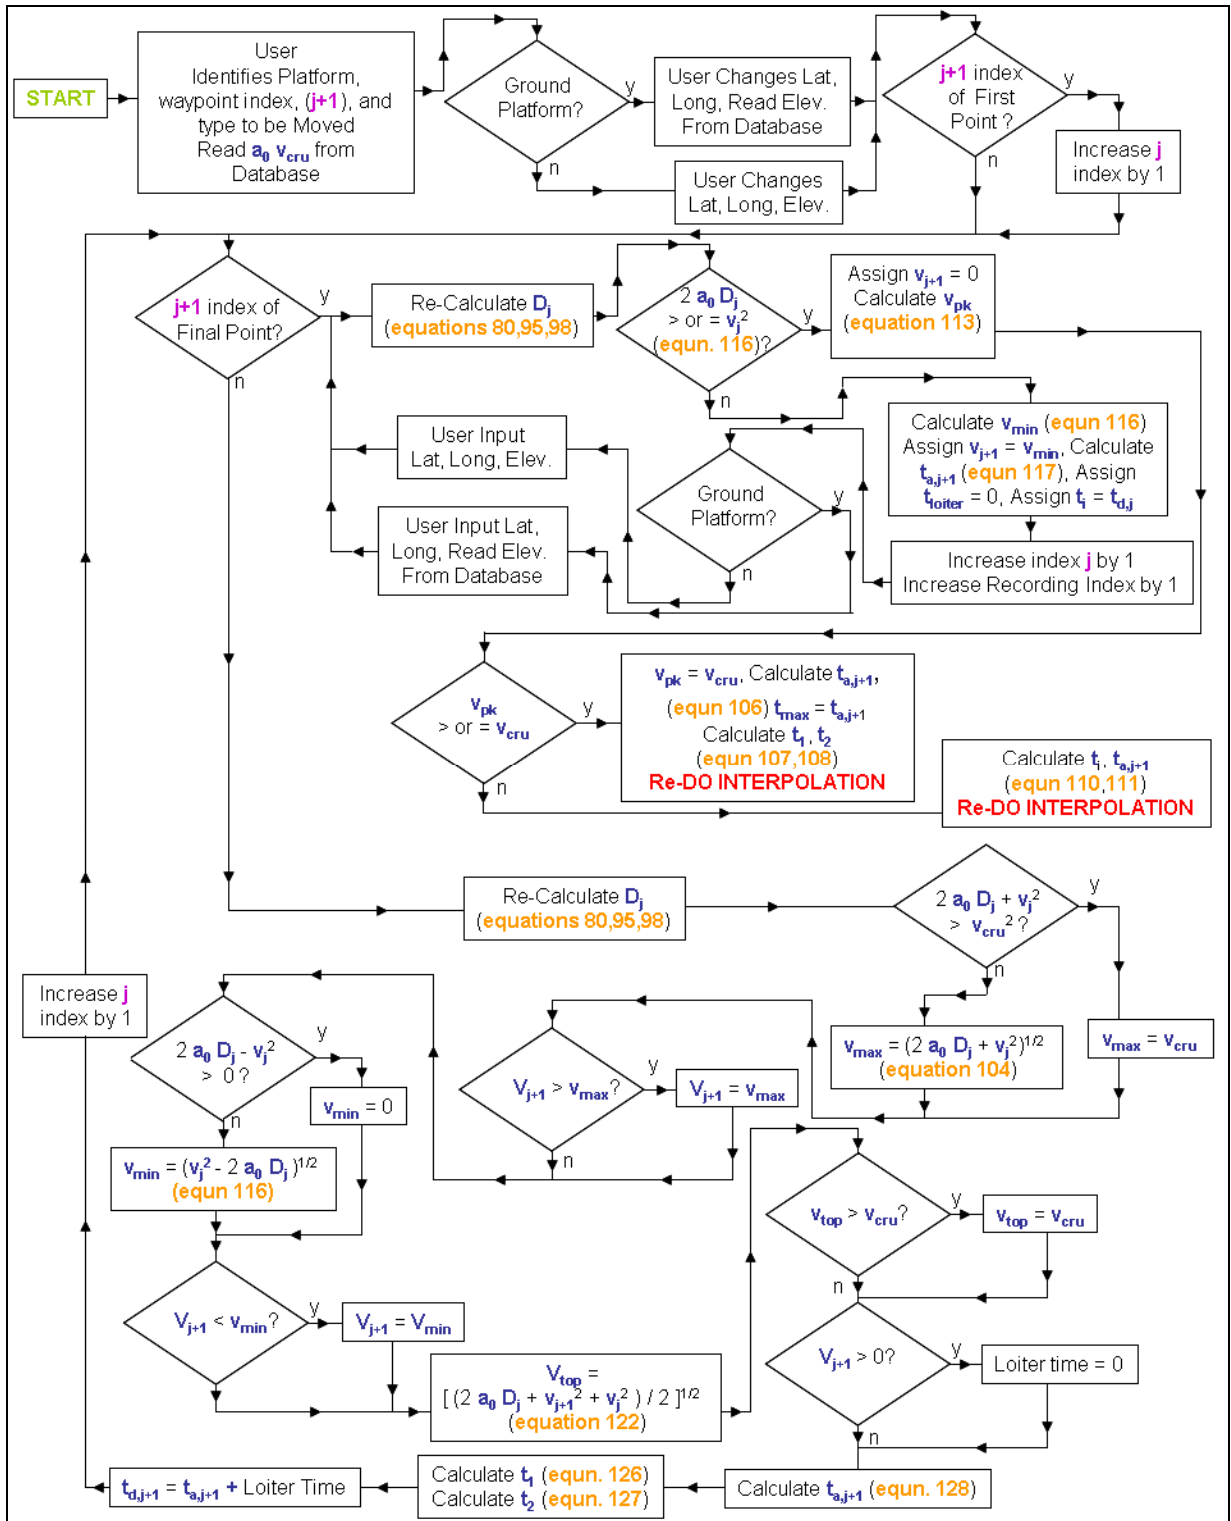 START
User
Identifies Platform,
waypoint index, (j+1), and
type to be Moved
Read a0 vcru from
Database
Ground
Platform?
y
n
User Changes Lat,
Long, Read Elev.
From Database
User Changes
Lat, Long, Elev.
j+1 index
of First
Point ?
y
n
Increase j
index by 1
j+1 index of
Final Point?
y
n
Re-Calculate Dj
(equations 80,95,98)
2 a0 Dj
> or = vj2
(equn. 116)?
y
n
Assign vj+1 = 0
Calculate vpk
(equation 113)
Calculate vmin (equn 116)
Assign vj+1 = vmin, Calculate
ta,j+1 (equn 117), Assign
tloiter = 0, Assign ti = td,j
Increase index j by 1
Increase Recording Index by 1
Ground
Platform?
y
n
User Input
Lat, Long, Elev.
User Input Lat,
Long, Read Elev.
From Database
vpk
> or = vcru
y
n
vpk = vcru, Calculate ta,j+1,
(equn 106) tmax = ta,j+1
Calculate t1, t2
(equn 107,108)
Re-DO INTERPOLATION
Calculate ti, ta,j+1
(equn 110,111)
Re-DO INTERPOLATION
Re-Calculate Dj
(equations 80,95,98)
2 a0 Dj + vj2
> vcru2 ?
y
n
vmax = vcru
vmax = (2 a0 Dj + vj2)1/2
(equation 104)
Vj+1 > vmax?
y
n
Vj+1 = vmax
Increase j
index by 1
2 a0 Dj - vj2
> 0?
y
n
vmin = 0
vmin = (vj2 - 2 a0 Dj )1/2
(equn 116)
Vj+1 < vmin?
y
Vj+1 = Vmin
Vtop =
[ (2 a0 Dj + vj+12 + vj2 ) / 2 ]1/2
(equation 122)
vtop > vcru?
y
n
vtop = vcru
Vj+1 > 0?
y
n
Loiter time = 0
Calculate ta,j+1 (equn. 128)
Calculate t1 (equn. 126)
Calculate t2 (equn. 127)
td,j+1 = ta,j+1 + Loiter Time